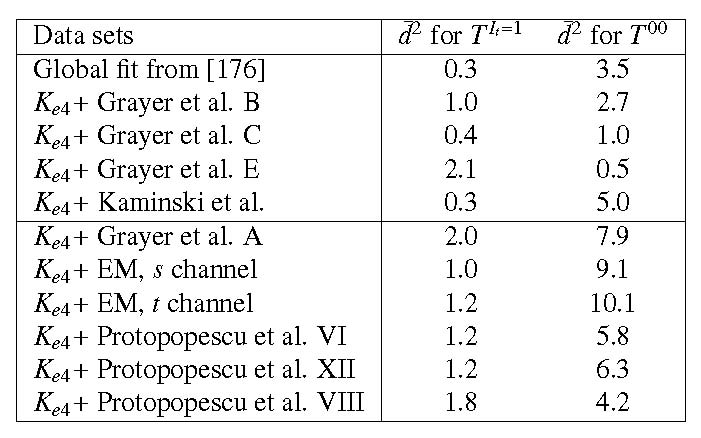 Data sets d̄² for T^{I_t=1} d̄² for T^{00}
Global fit from [176] 0.3 3.5
K_{e4}+ Grayer et al. B 1.0 2.7
K_{e4}+ Grayer et al. C 0.4 1.0
K_{e4}+ Grayer et al. E 2.1 0.5
K_{e4}+ Kaminski et al. 0.3 5.0
K_{e4}+ Grayer et al. A 2.0 7.9
K_{e4}+ EM, s channel 1.0 9.1
K_{e4}+ EM, t channel 1.2 10.1
K_{e4}+ Protopopescu et al. VI 1.2 5.8
K_{e4}+ Protopopescu et al. XII 1.2 6.3
K_{e4}+ Protopopescu et al. VIII 1.8 4.2